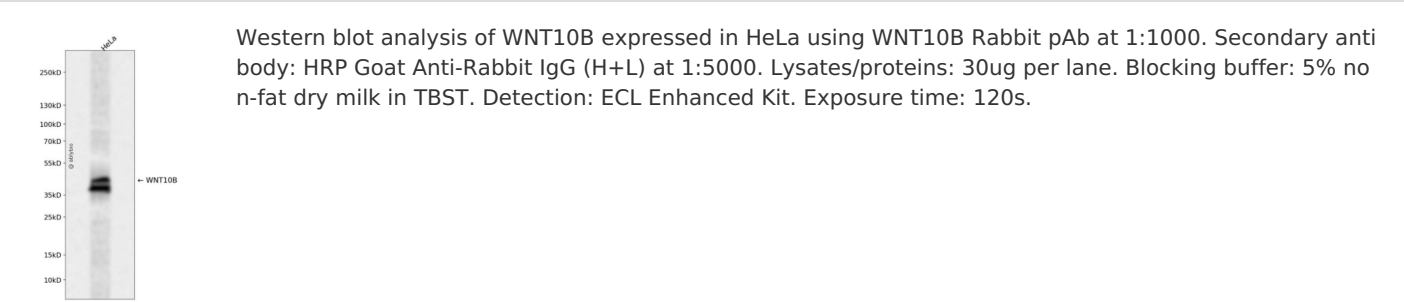 HeLa
Western blot analysis of WNT10B expressed in HeLa using WNT10B Rabbit pAb at 1:1000. Secondary anti
body: HRP Goat Anti-Rabbit IgG (H+L) at 1:5000. Lysates/proteins: 30ug per lane. Blocking buffer: 5% no
n-fat dry milk in TBST. Detection: ECL Enhanced Kit. Exposure time: 120s.
250kD
130kD
100kD
70kD
55kD
← WNT10B
35kD
25kD
15kD
10kD